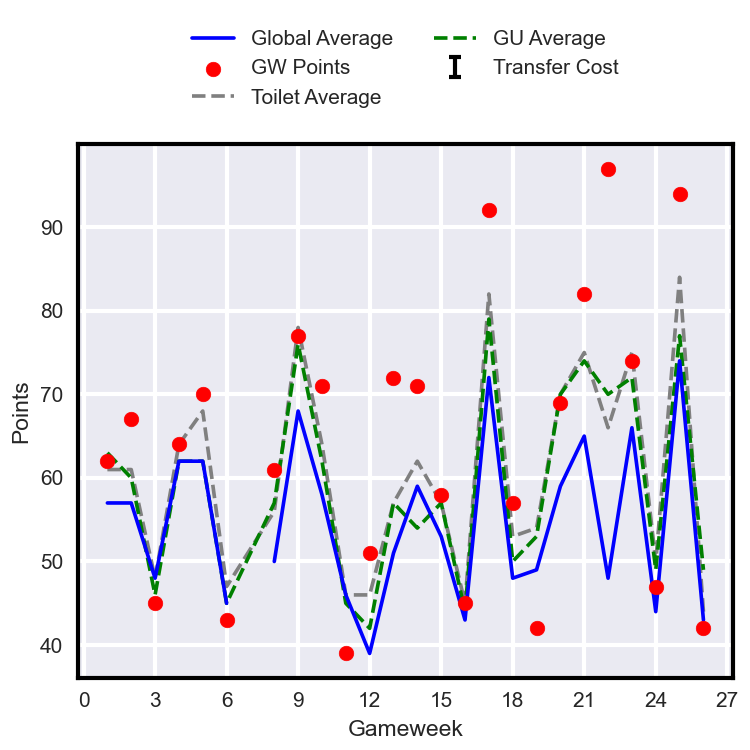 Global Average
GW Points
Toilet Average
GU Average
Transfer Cost
90
80
70
60
50
40
Points
0 3 6 9 12 15 18 21 24 27
Gameweek